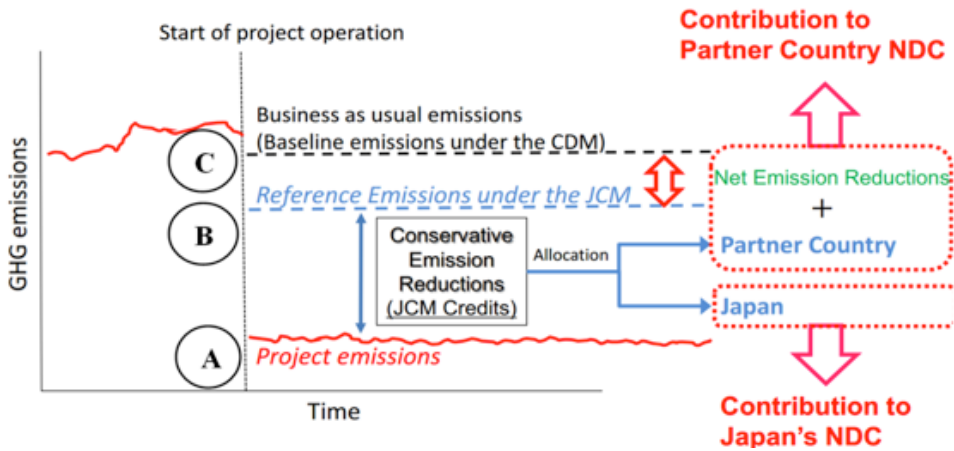 Contribution to
Partner Country NDC
Start of project operation
GHG emissions
Business as usual emissions
(Baseline emissions under the CDM)
C
Reference Emissions under the JCM
B
Net Emission Reductions
+
Partner Country
Conservative
Emission
Reductions
(JCM Credits)
Allocation
Japan
A
Project emissions
Time
Contribution to
Japan's NDC